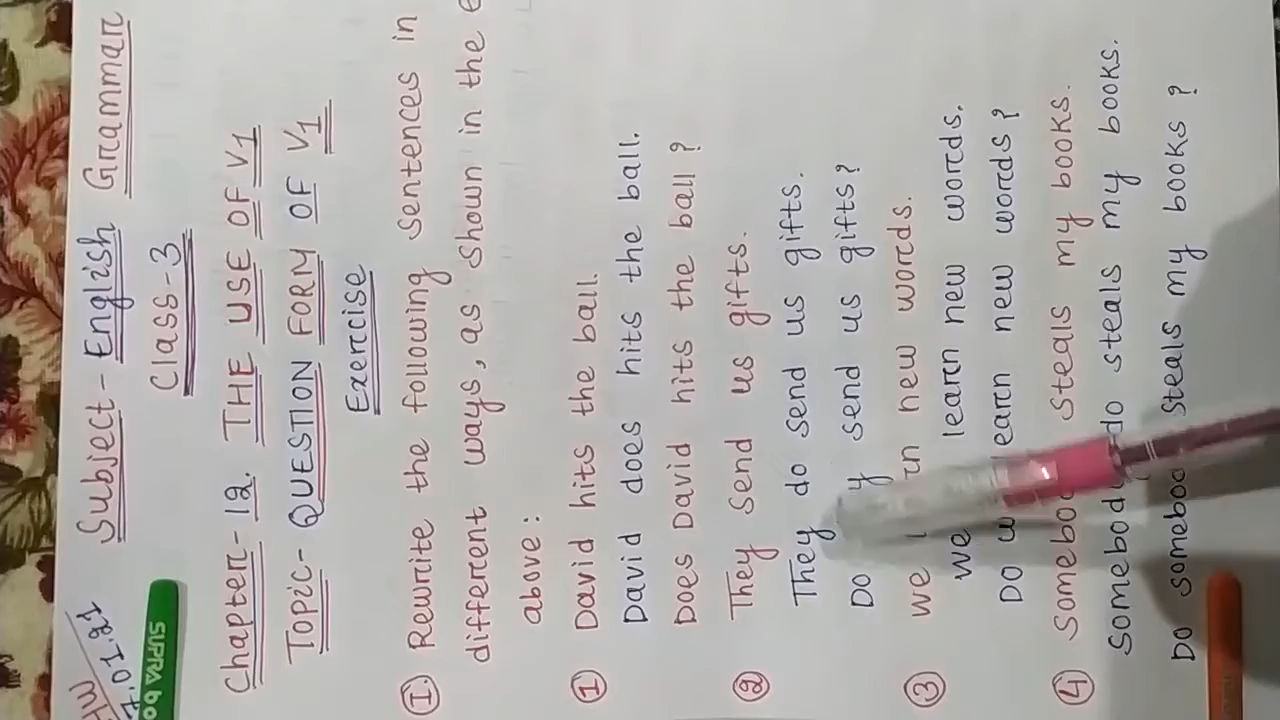 HW
7.01.21
SUPRA bo
Subject - English Grammar
Class-3
Chapter- 12. THE USE OF V1
Topic- QUESTION FORM OF V1
Exercise
I. Rewrite the following sentences in
different ways, as shown in the
above:
1 David hits the ball.
David does hits the ball.
Does David hits the ball ?
2 They send us gifts.
They do send us gifts.
Do send us gifts?
3 we new words.
we learn new words.
Do learn new words?
4 steals my books.
do steals my books.
Do steals my books ?